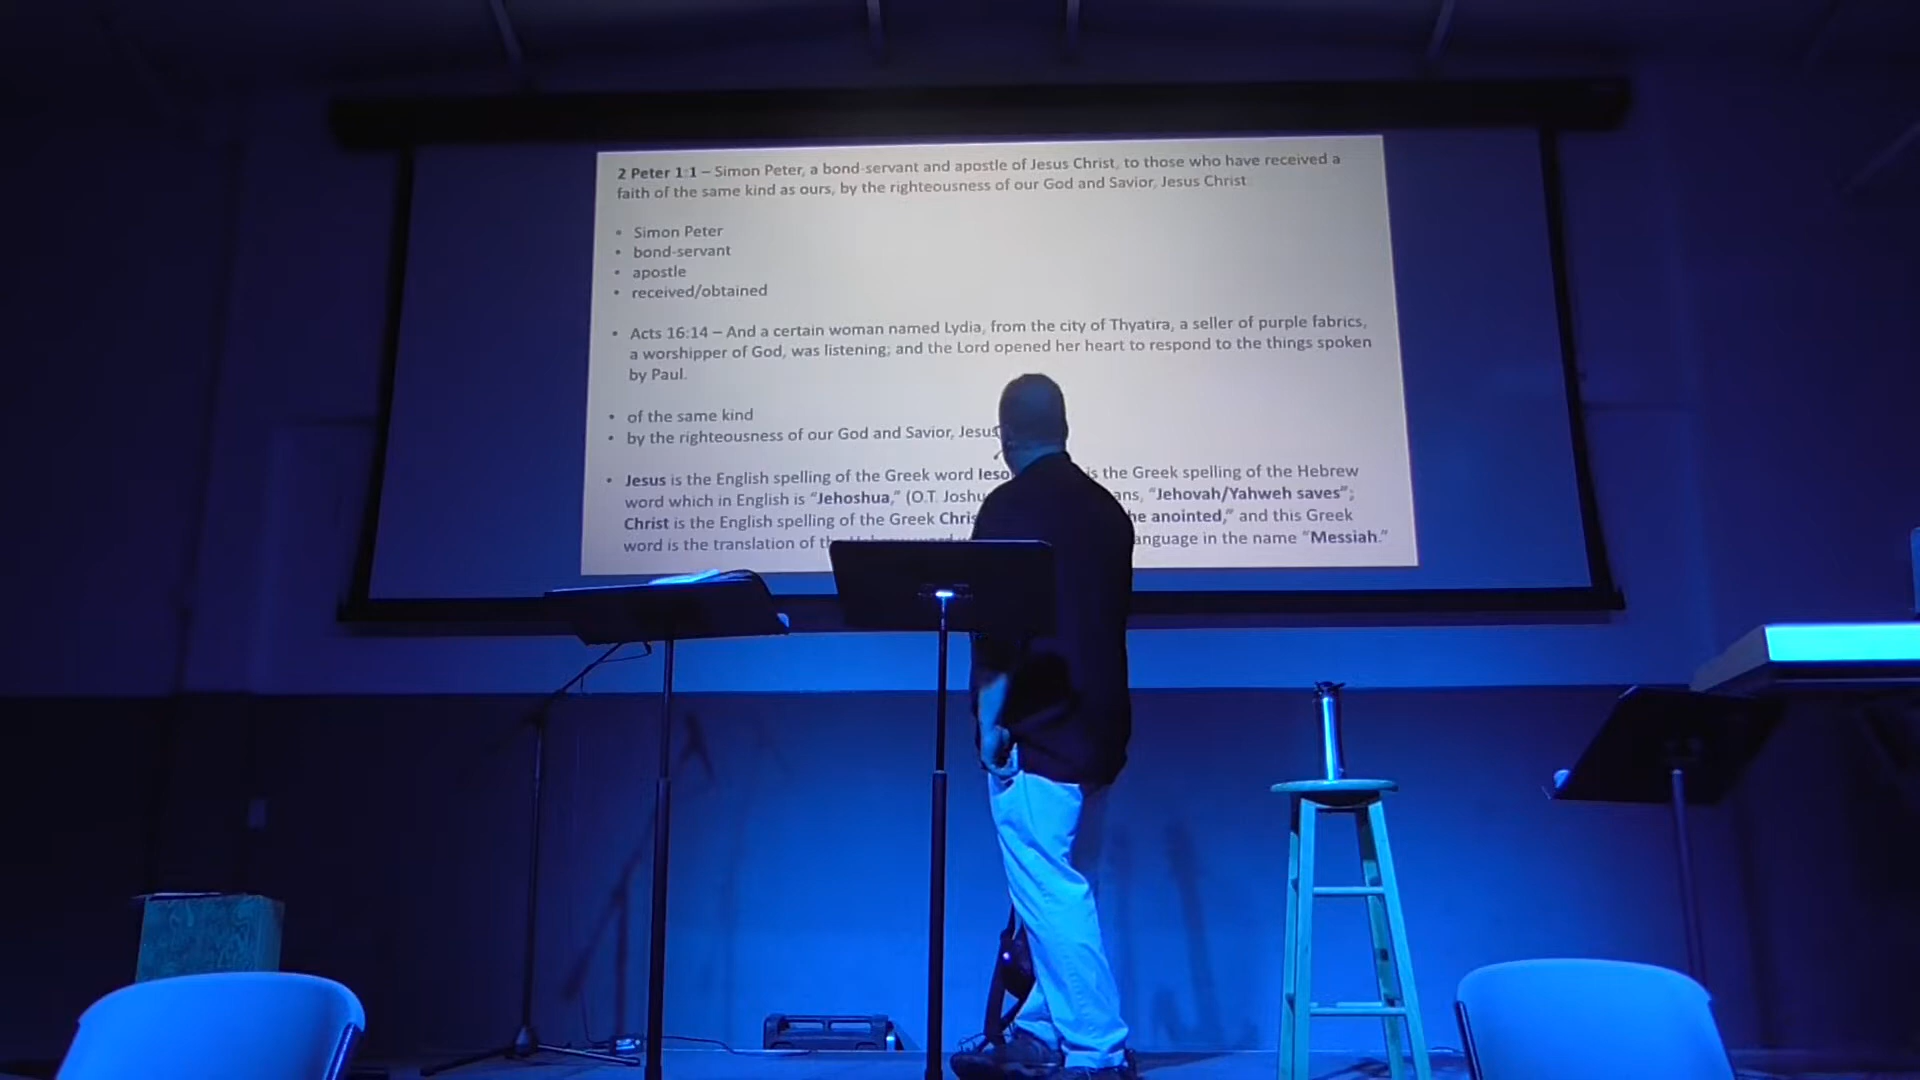 2 Peter 1:1 – Simon Peter, a bond-servant and apostle of Jesus Christ, to those who have received a
faith of the same kind as ours, by the righteousness of our God and Savior, Jesus Christ
• Simon Peter
• bond-servant
• apostle
• received/obtained
• Acts 16:14 – And a certain woman named Lydia, from the city of Thyatira, a seller of purple fabrics,
a worshipper of God, was listening; and the Lord opened her heart to respond to the things spoken
by Paul.
• of the same kind
• by the righteousness of our God and Savior, Jesus
• Jesus is the English spelling of the Greek word is the Greek spelling of the Hebrew
word which in English is “Jehoshua,” (O.T. “Jehovah/Yahweh saves”;
Christ is the English spelling of the Greek anointed,” and this Greek
word is the translation of language in the name “Messiah.”